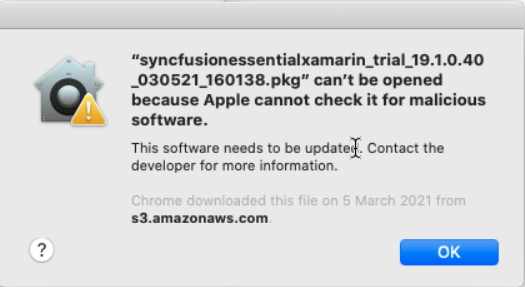 “syncfusionessentialxamarin_trial_19.1.0.40
_030521_160138.pkg” can’t be opened
because Apple cannot check it for malicious
software.
This software needs to be updated. Contact the
developer for more information.
Chrome downloaded this file on 5 March 2021 from
s3.amazonaws.com.
?
OK